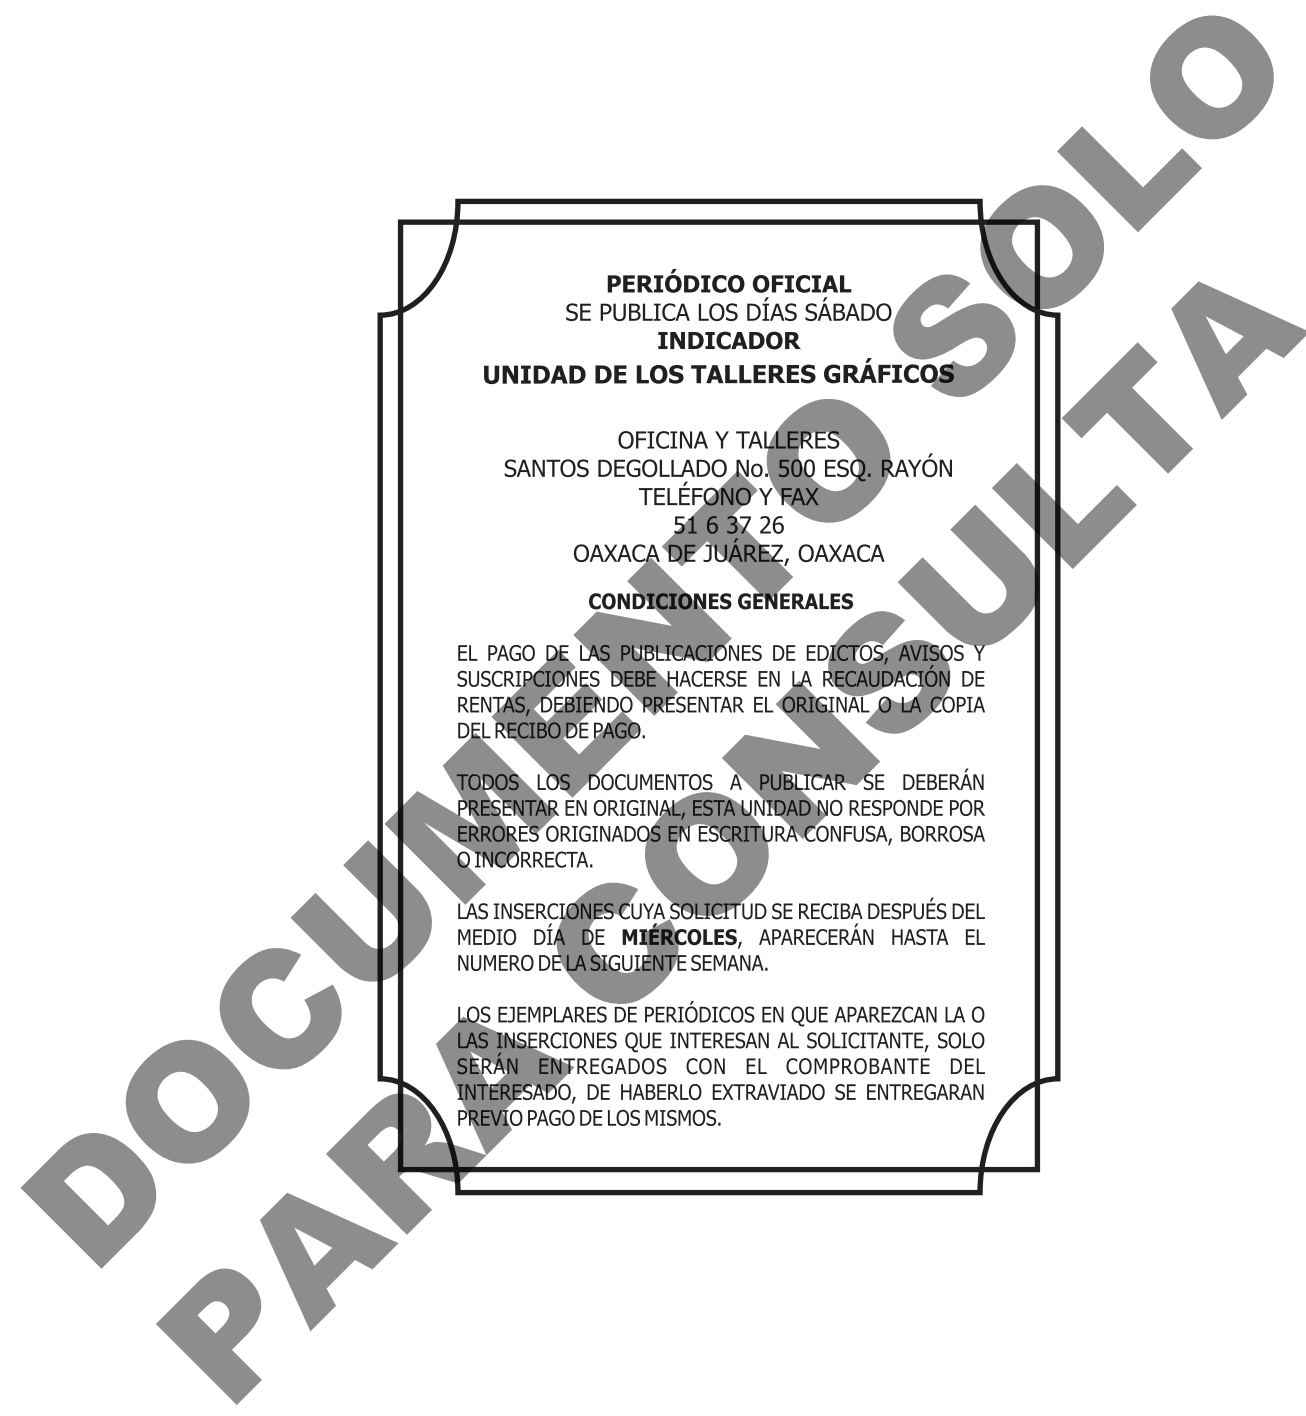 PERIÓDICO OFICIAL
SE PUBLICA LOS DÍAS SÁBADO
INDICADOR
UNIDAD DE LOS TALLERES GRÁFICOS
OFICINA Y TALLERES
SANTOS DEGOLLADO No. 500 ESQ. RAYÓN
TELÉFONO Y FAX
51 6 37 26
OAXACA DE JUÁREZ, OAXACA
CONDICIONES GENERALES
EL PAGO DE LAS PUBLICACIONES DE EDICTOS, AVISOS Y
SUSCRIPCIONES DEBE HACERSE EN LA RECAUDACIÓN DE
RENTAS, DEBIENDO PRESENTAR EL ORIGINAL O LA COPIA
DEL RECIBO DE PAGO.
TODOS LOS DOCUMENTOS A PUBLICAR SE DEBERÁN
PRESENTAR EN ORIGINAL, ESTA UNIDAD NO RESPONDE POR
ERRORES ORIGINADOS EN ESCRITURA CONFUSA, BORROSA
O INCORRECTA.
LAS INSERCIONES CUYA SOLICITUD SE RECIBA DESPUÉS DEL
MEDIO DÍA DE MIÉRCOLES, APARECERÁN HASTA EL
NUMERO DE LA SIGUIENTE SEMANA.
LOS EJEMPLARES DE PERIÓDICOS EN QUE APAREZCAN LA O
LAS INSERCIONES QUE INTERESAN AL SOLICITANTE, SOLO
SERÁN ENTREGADOS CON EL COMPROBANTE DEL
INTERESADO, DE HABERLO EXTRAVIADO SE ENTREGARAN
PREVIO PAGO DE LOS MISMOS.
DOCUMENTO SOLO
PARA CONSULTA